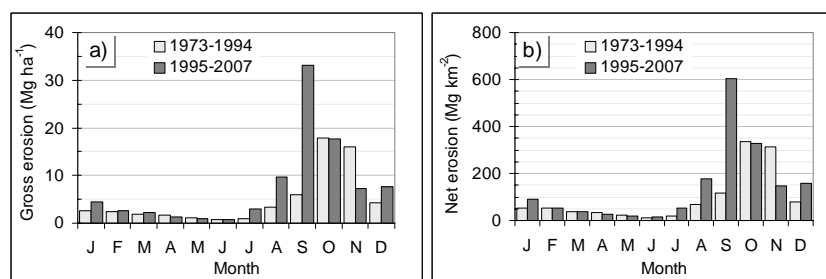 a)
1973-1994
1995-2007
Gross erosion (Mg ha⁻¹)
40
30
20
10
0
J F M A M J J A S O N D
Month
b)
1973-1994
1995-2007
Net erosion (Mg km⁻²)
800
600
400
200
0
J F M A M J J A S O N D
Month